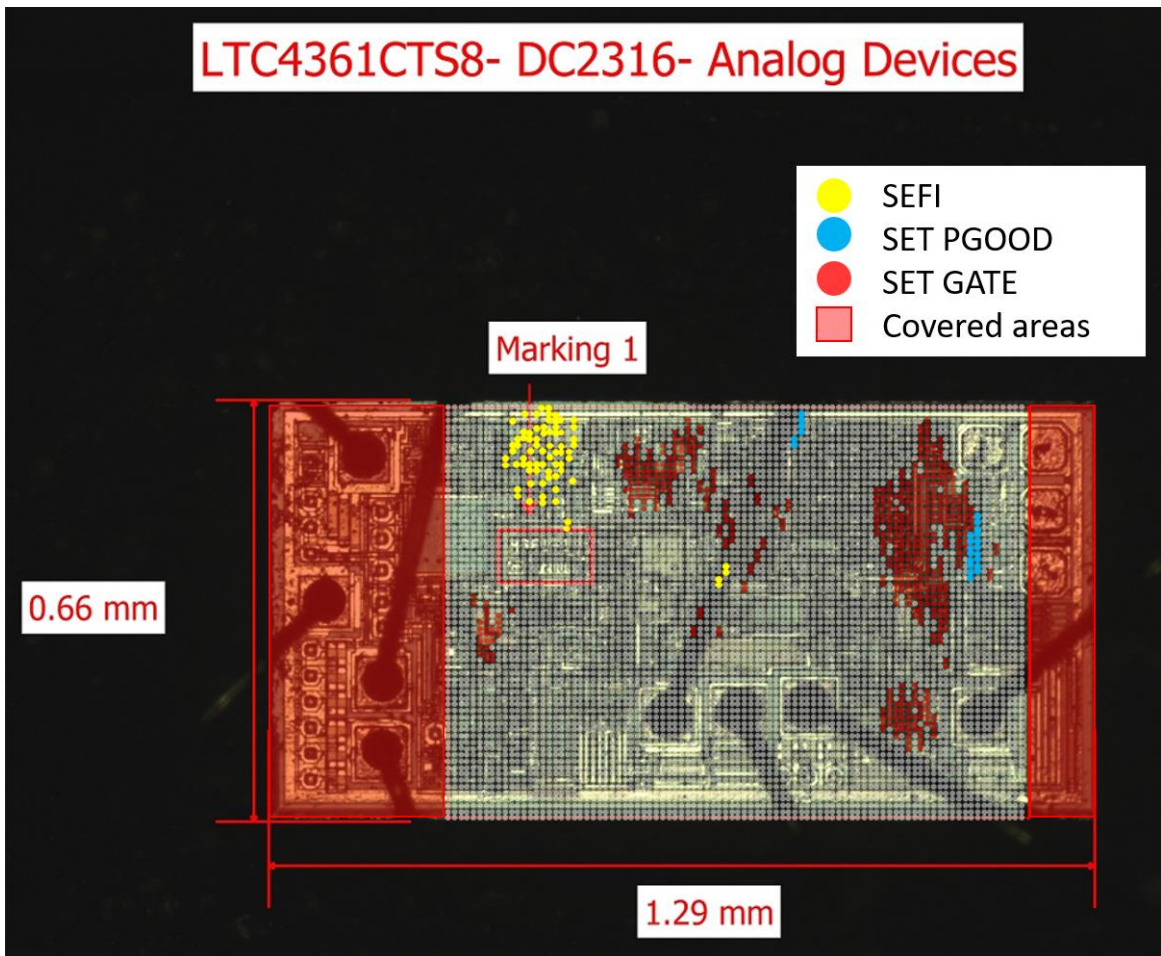 LTC4361CTS8- DC2316- Analog Devices
SEFI
SET PGOOD
SET GATE
Covered areas
Marking 1
0.66 mm
1.29 mm